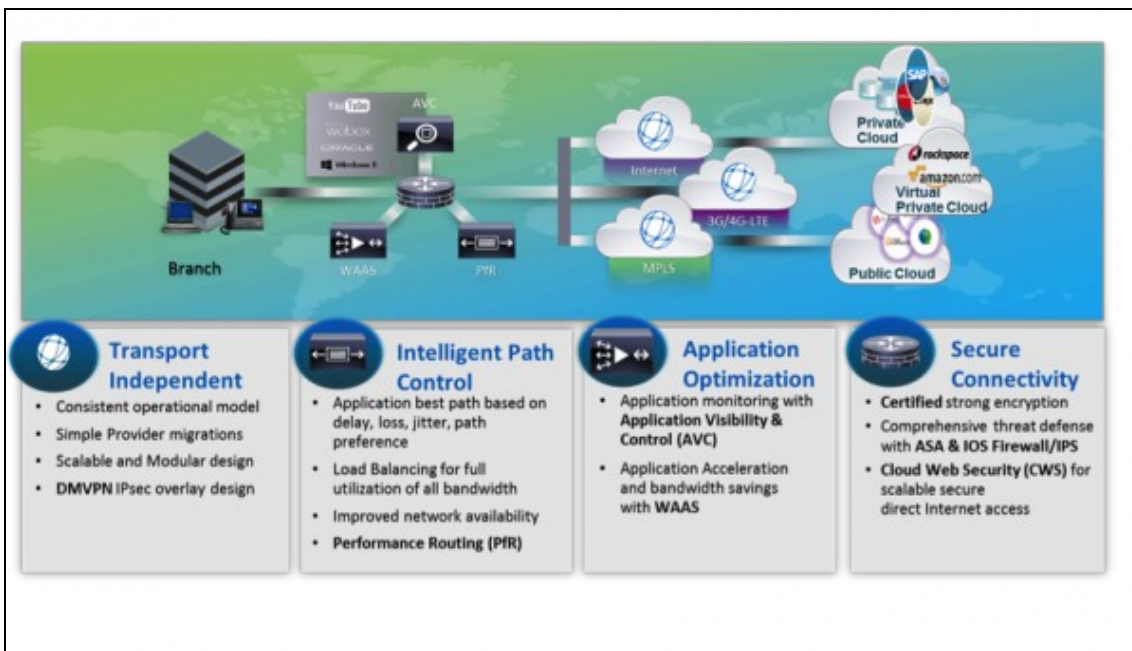 YouTube
webex
ORACLE
Windows 8
AVC
WAAS
PfR
Branch
Internet
3G/4G-LTE
MPLS
SAP
Private
Cloud
rackspace
amazon.com
Virtual
Private Cloud
Public Cloud
Transport
Independent
• Consistent operational model
• Simple Provider migrations
• Scalable and Modular design
• DMVPN IPsec overlay design
Intelligent Path
Control
• Application best path based on
delay, loss, jitter, path
preference
• Load Balancing for full
utilization of all bandwidth
• Improved network availability
• Performance Routing (PfR)
Application
Optimization
• Application monitoring with
Application Visibility &
Control (AVC)
• Application Acceleration
and bandwidth savings
with WAAS
Secure
Connectivity
• Certified strong encryption
• Comprehensive threat defense
with ASA & IOS Firewall/IPS
• Cloud Web Security (CWS) for
scalable secure
direct Internet access